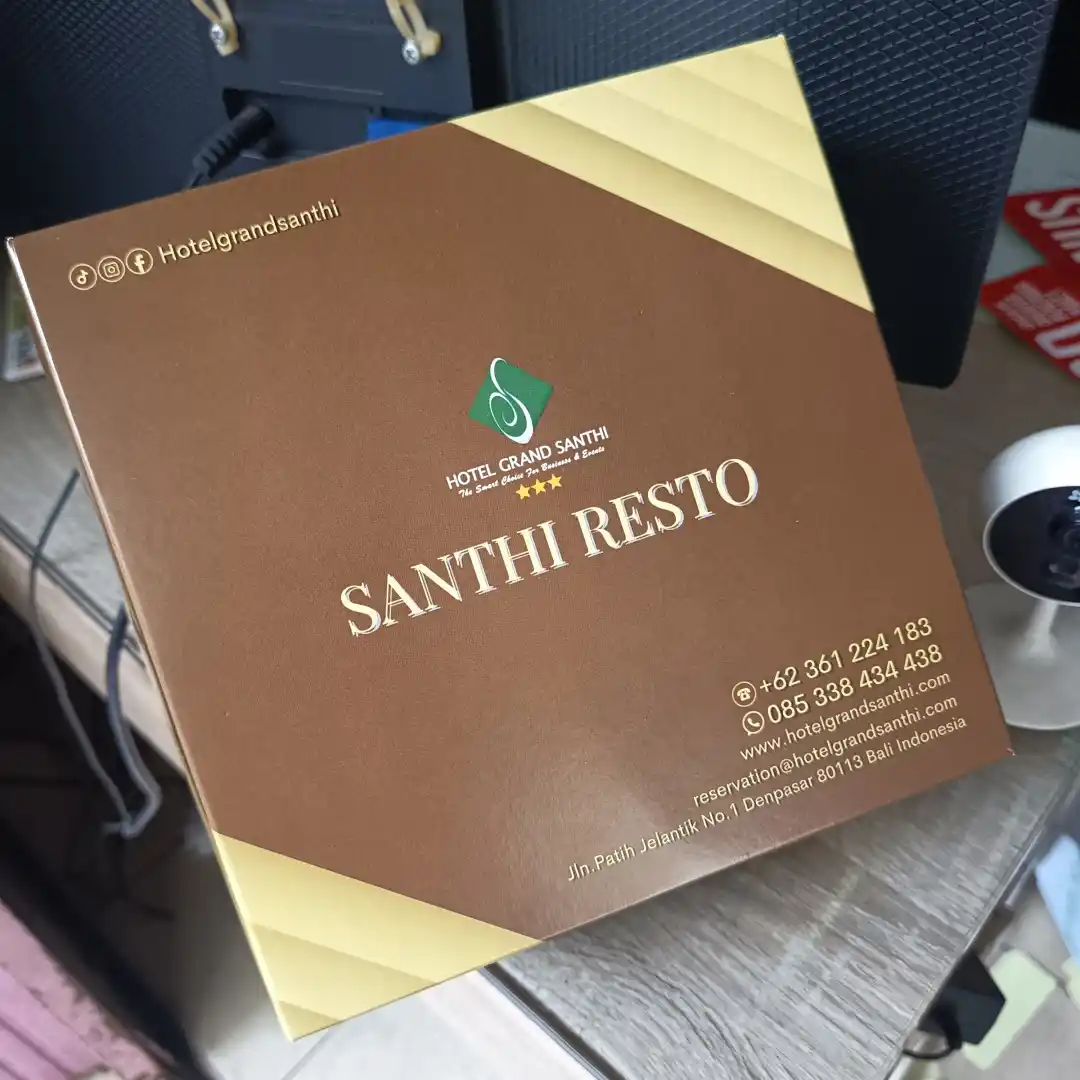 Hotelgrandsanthi
HOTEL GRAND SANTHI
The Smart Choice For Business & Events
SANTHI RESTO
+62 361 224 183
085 338 434 438
www.hotelgrandsanthi.com
reservation@hotelgrandsanthi.com
Jln.Patih Jelantik No.1 Denpasar 80113 Bali Indonesia